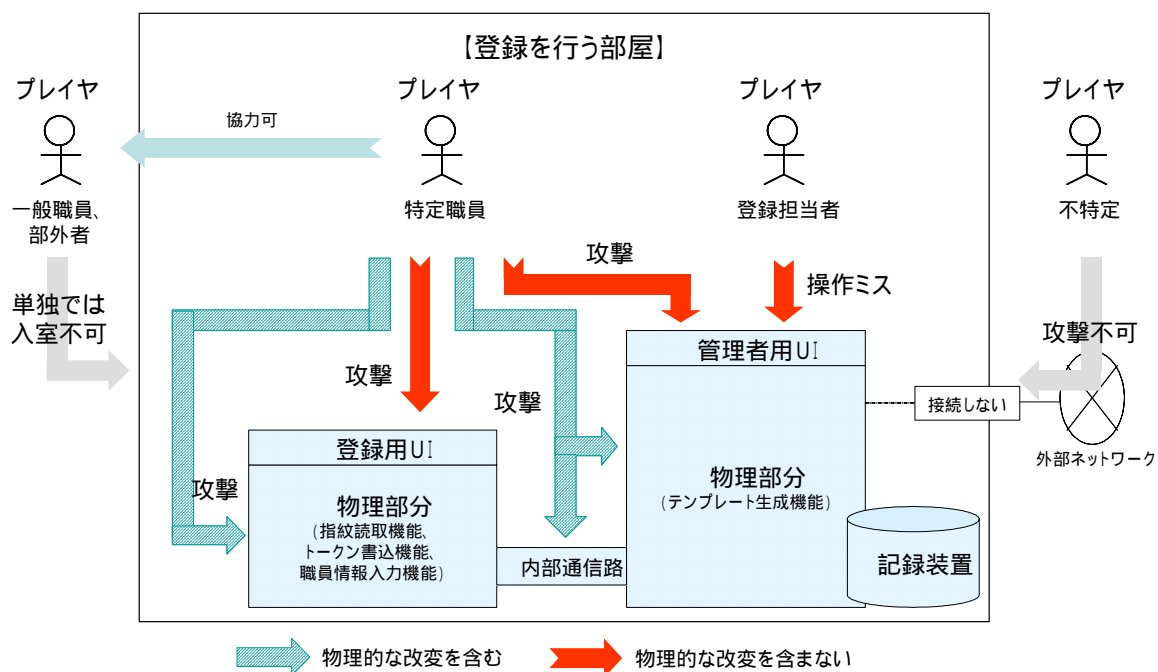 【登録を行う部屋】
プレイヤ
プレイヤ
プレイヤ
プレイヤ
協力可
一般職員、
部外者
特定職員
登録担当者
不特定
単独では
入室不可
攻撃
操作ミス
攻撃不可
管理者用UI
攻撃
攻撃
接続しない
登録用UI
外部ネットワーク
物理部分
(テンプレート生成機能)
攻撃
物理部分
(指紋読取機能、
トークン書込機能、
職員情報入力機能)
内部通信路
記録装置
物理的な改変を含む
物理的な改変を含まない